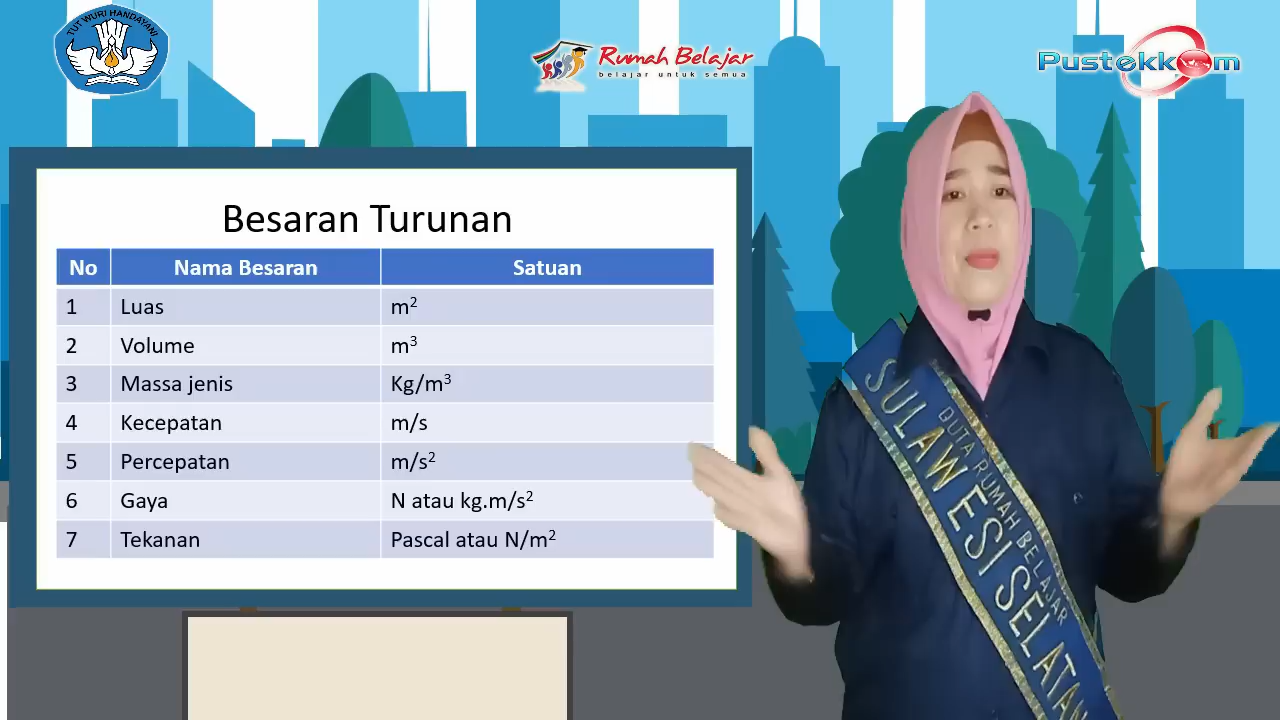 TUT WURI HANDAYANI
Rumah Belajar
belajar untuk semua
Pustekkom
Besaran Turunan
No Nama Besaran Satuan
1 Luas m²
2 Volume m³
3 Massa jenis Kg/m³
4 Kecepatan m/s
5 Percepatan m/s²
6 Gaya N atau kg.m/s²
7 Tekanan Pascal atau N/m²
DUTA RUMAH BELAJAR
SULAWESI SELATAN